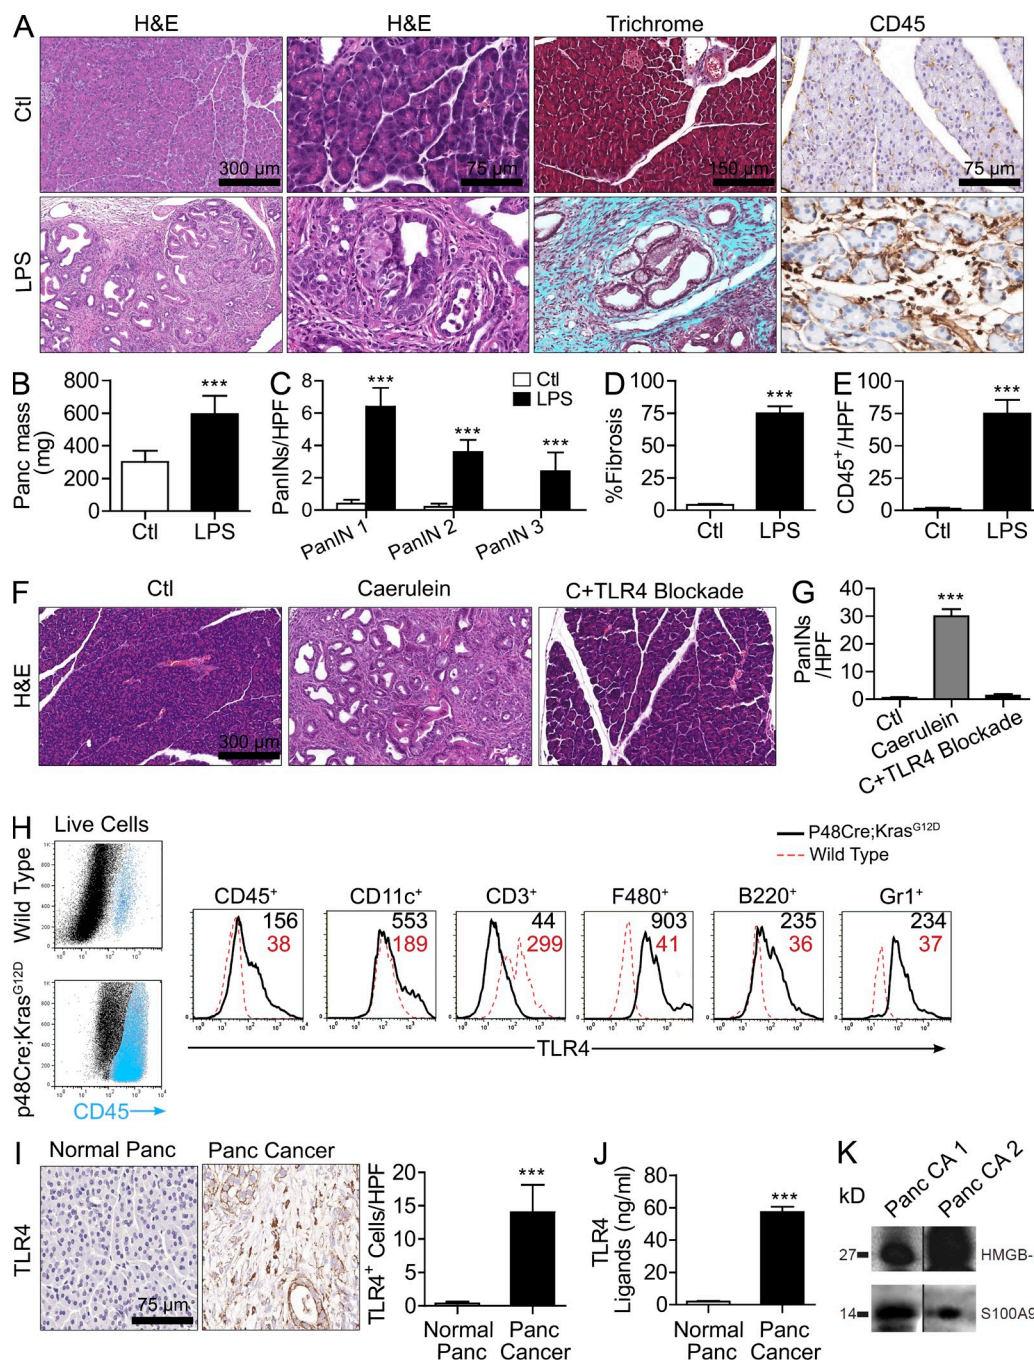 A
H&E
H&E
Trichrome
CD45
Ctl
300 µm
75 µm
150 µm
75 µm
LPS
B
Panc mass
(mg)
800
600
400
200
0
***
Ctl
LPS
C
PanINs/HPF
8
6
4
2
0
***
***
***
Ctl
LPS
PanIN 1
PanIN 2
PanIN 3
D
%Fibrosis
100
75
50
25
0
***
Ctl
LPS
E
CD45⁺/HPF
100
75
50
25
0
***
Ctl
LPS
F
Ctl
Caerulein
C+TLR4 Blockade
H&E
300 µm
G
PanINs
/HPF
40
30
20
10
0
***
Ctl
Caerulein
C+TLR4 Blockade
H
Live Cells
Wild Type
p48Cre;Kras^G12D
CD45
P48Cre;Kras^G12D
Wild Type
CD45⁺
CD11c⁺
CD3⁺
F480⁺
B220⁺
Gr1⁺
156
38
553
189
44
299
903
41
235
36
234
37
TLR4
I
Normal Panc
Panc Cancer
TLR4
75 µm
TLR4⁺ Cells/HPF
20
15
10
5
0
***
Normal
Panc
Panc
Cancer
J
TLR4
Ligands (ng/ml)
80
60
40
20
0
***
Normal
Panc
Panc
Cancer
K
kD
Panc CA 1
Panc CA 2
27
HMGB-
14
S100A9